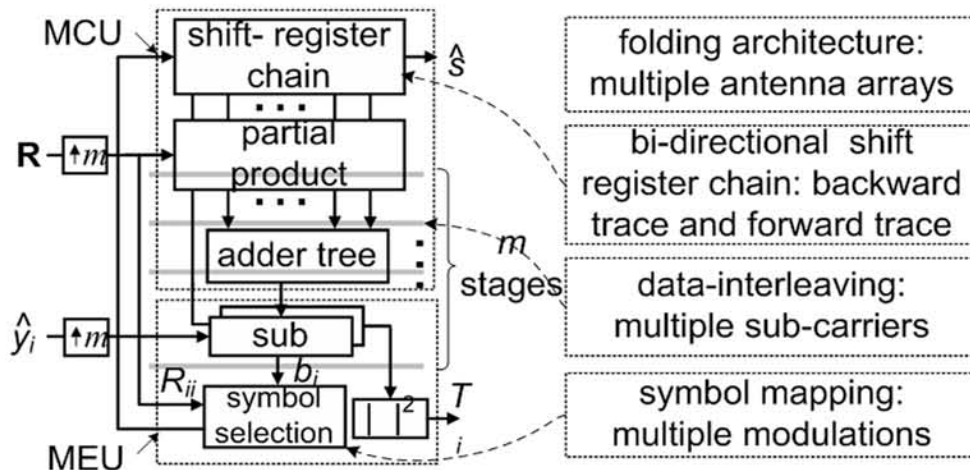 MCU
shift- register
chain
ŝ
folding architecture:
multiple antenna arrays
R
↑m
partial
product
bi-directional shift
register chain: backward
trace and forward trace
adder tree
m
stages
data-interleaving:
multiple sub-carriers
ŷi
↑m
sub
bi
Rii
symbol
selection
| |2
Ti
symbol mapping:
multiple modulations
MEU